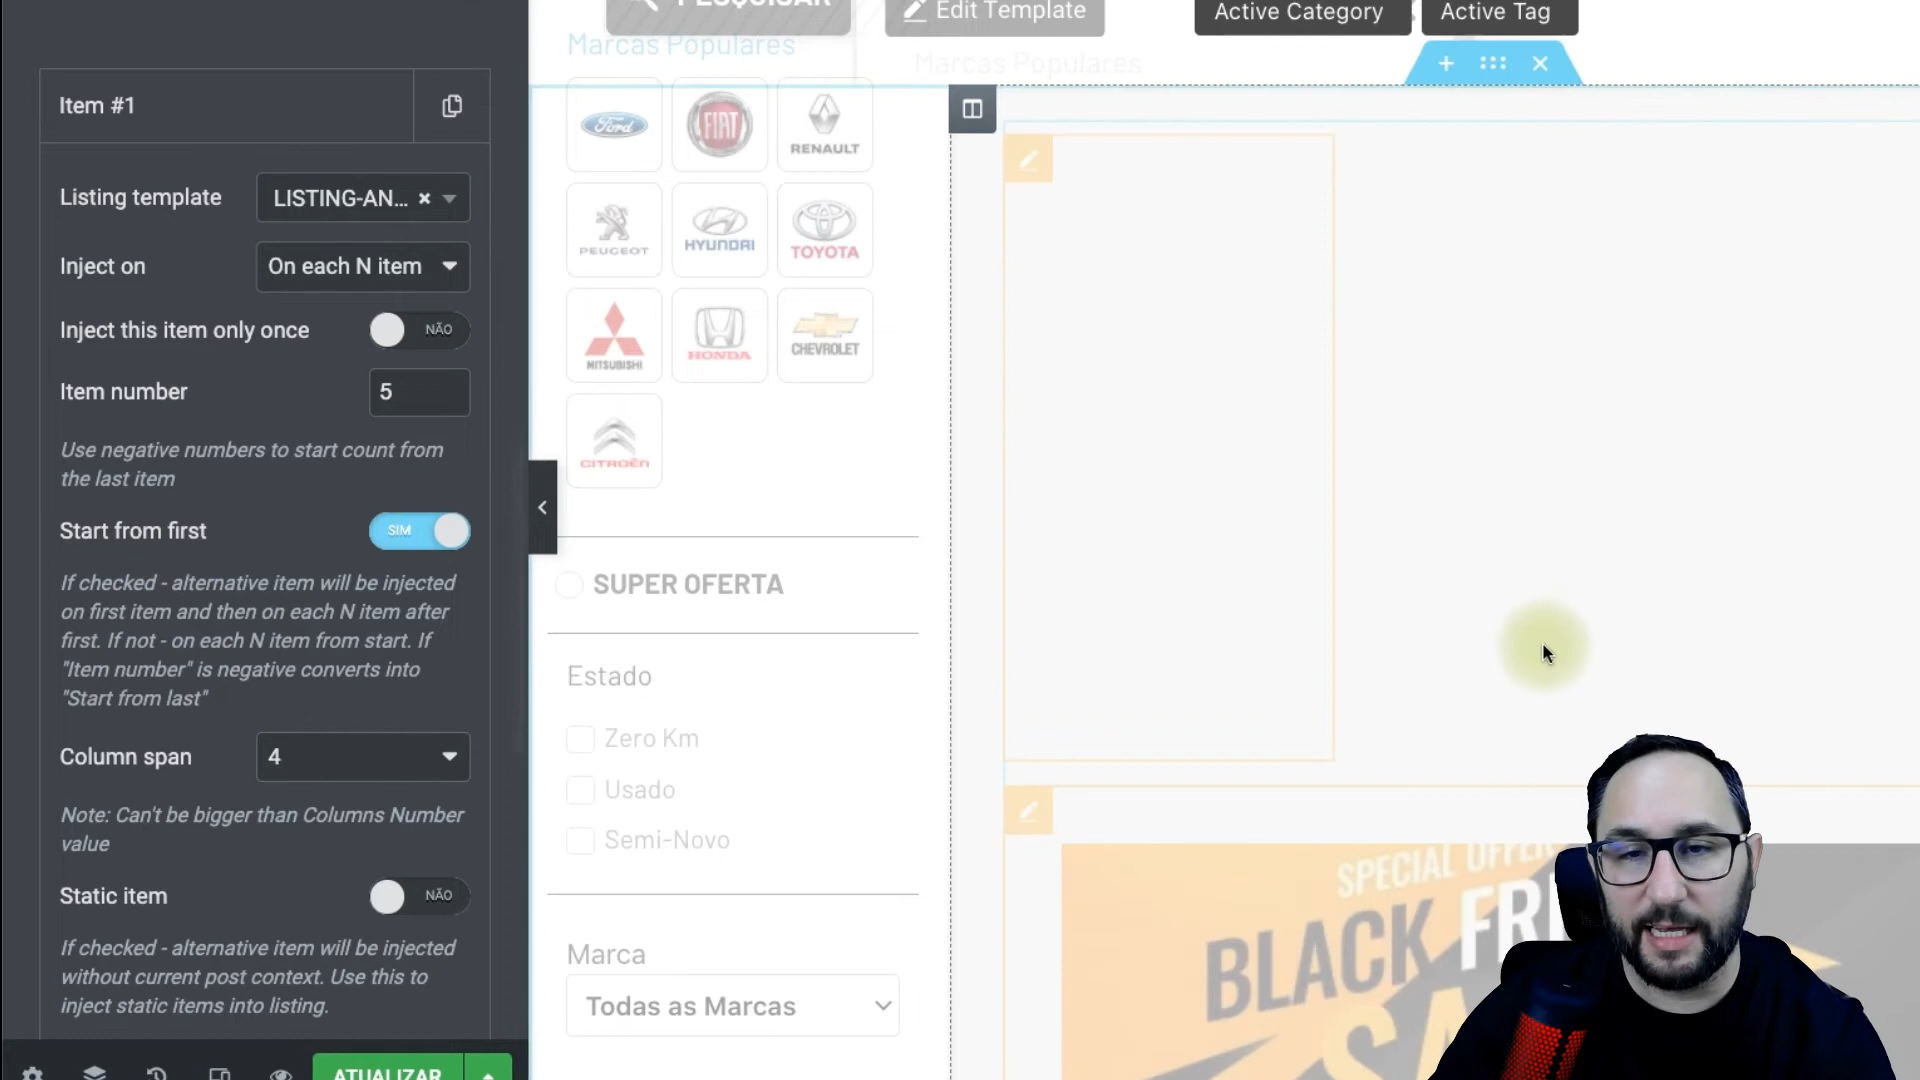 PESQUISAR
Edit Template
Active Category
Active Tag
Marcas Populares
Marcas Populares
Item #1
Listing template
LISTING-AN...
Inject on
On each N item
Inject this item only once
NÃO
Item number
5
Use negative numbers to start count from
the last item
Start from first
SIM
If checked - alternative item will be injected
on first item and then on each N item after
first. If not - on each N item from start. If
"Item number" is negative converts into
"Start from last"
Column span
4
Note: Can't be bigger than Columns Number
value
Static item
NÃO
If checked - alternative item will be injected
without current post context. Use this to
inject static items into listing.
ATUALIZAR
Ford
FIAT
RENAULT
PEUGEOT
HYUNDAI
TOYOTA
MITSUBISHI
HONDA
CHEVROLET
CITROËN
SUPER OFERTA
Estado
Zero Km
Usado
Semi-Novo
Marca
Todas as Marcas
SPECIAL OFFER
BLACK FRI
SA